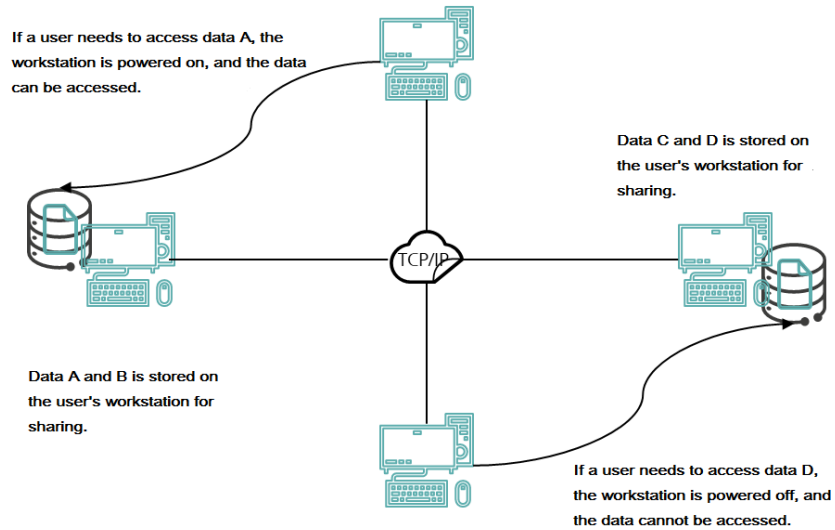 If a user needs to access data A, the
workstation is powered on, and the data
can be accessed.
Data C and D is stored on
the user's workstation for
sharing.
TCP/IP
Data A and B is stored on
the user's workstation for
sharing.
If a user needs to access data D,
the workstation is powered off, and
the data cannot be accessed.